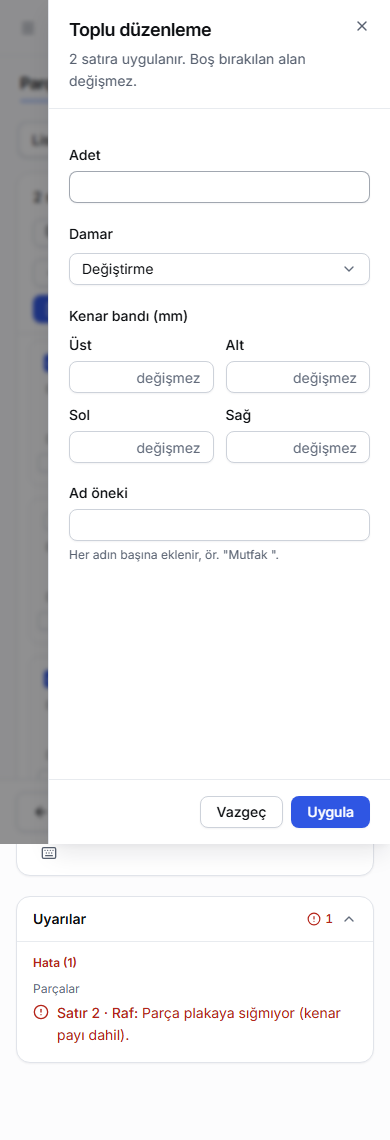 Toplu düzenleme
2 satıra uygulanır. Boş bırakılan alan
değişmez.
Adet
Damar
Değiştirme
Kenar bandı (mm)
Üst
Alt
değişmez
değişmez
Sol
Sağ
değişmez
değişmez
Ad öneki
Her adın başına eklenir, ör. "Mutfak ".
Vazgeç
Uygula
Uyarılar
1
Hata (1)
Parçalar
Satır 2 · Raf: Parça plakaya sığmıyor (kenar
payı dahil).